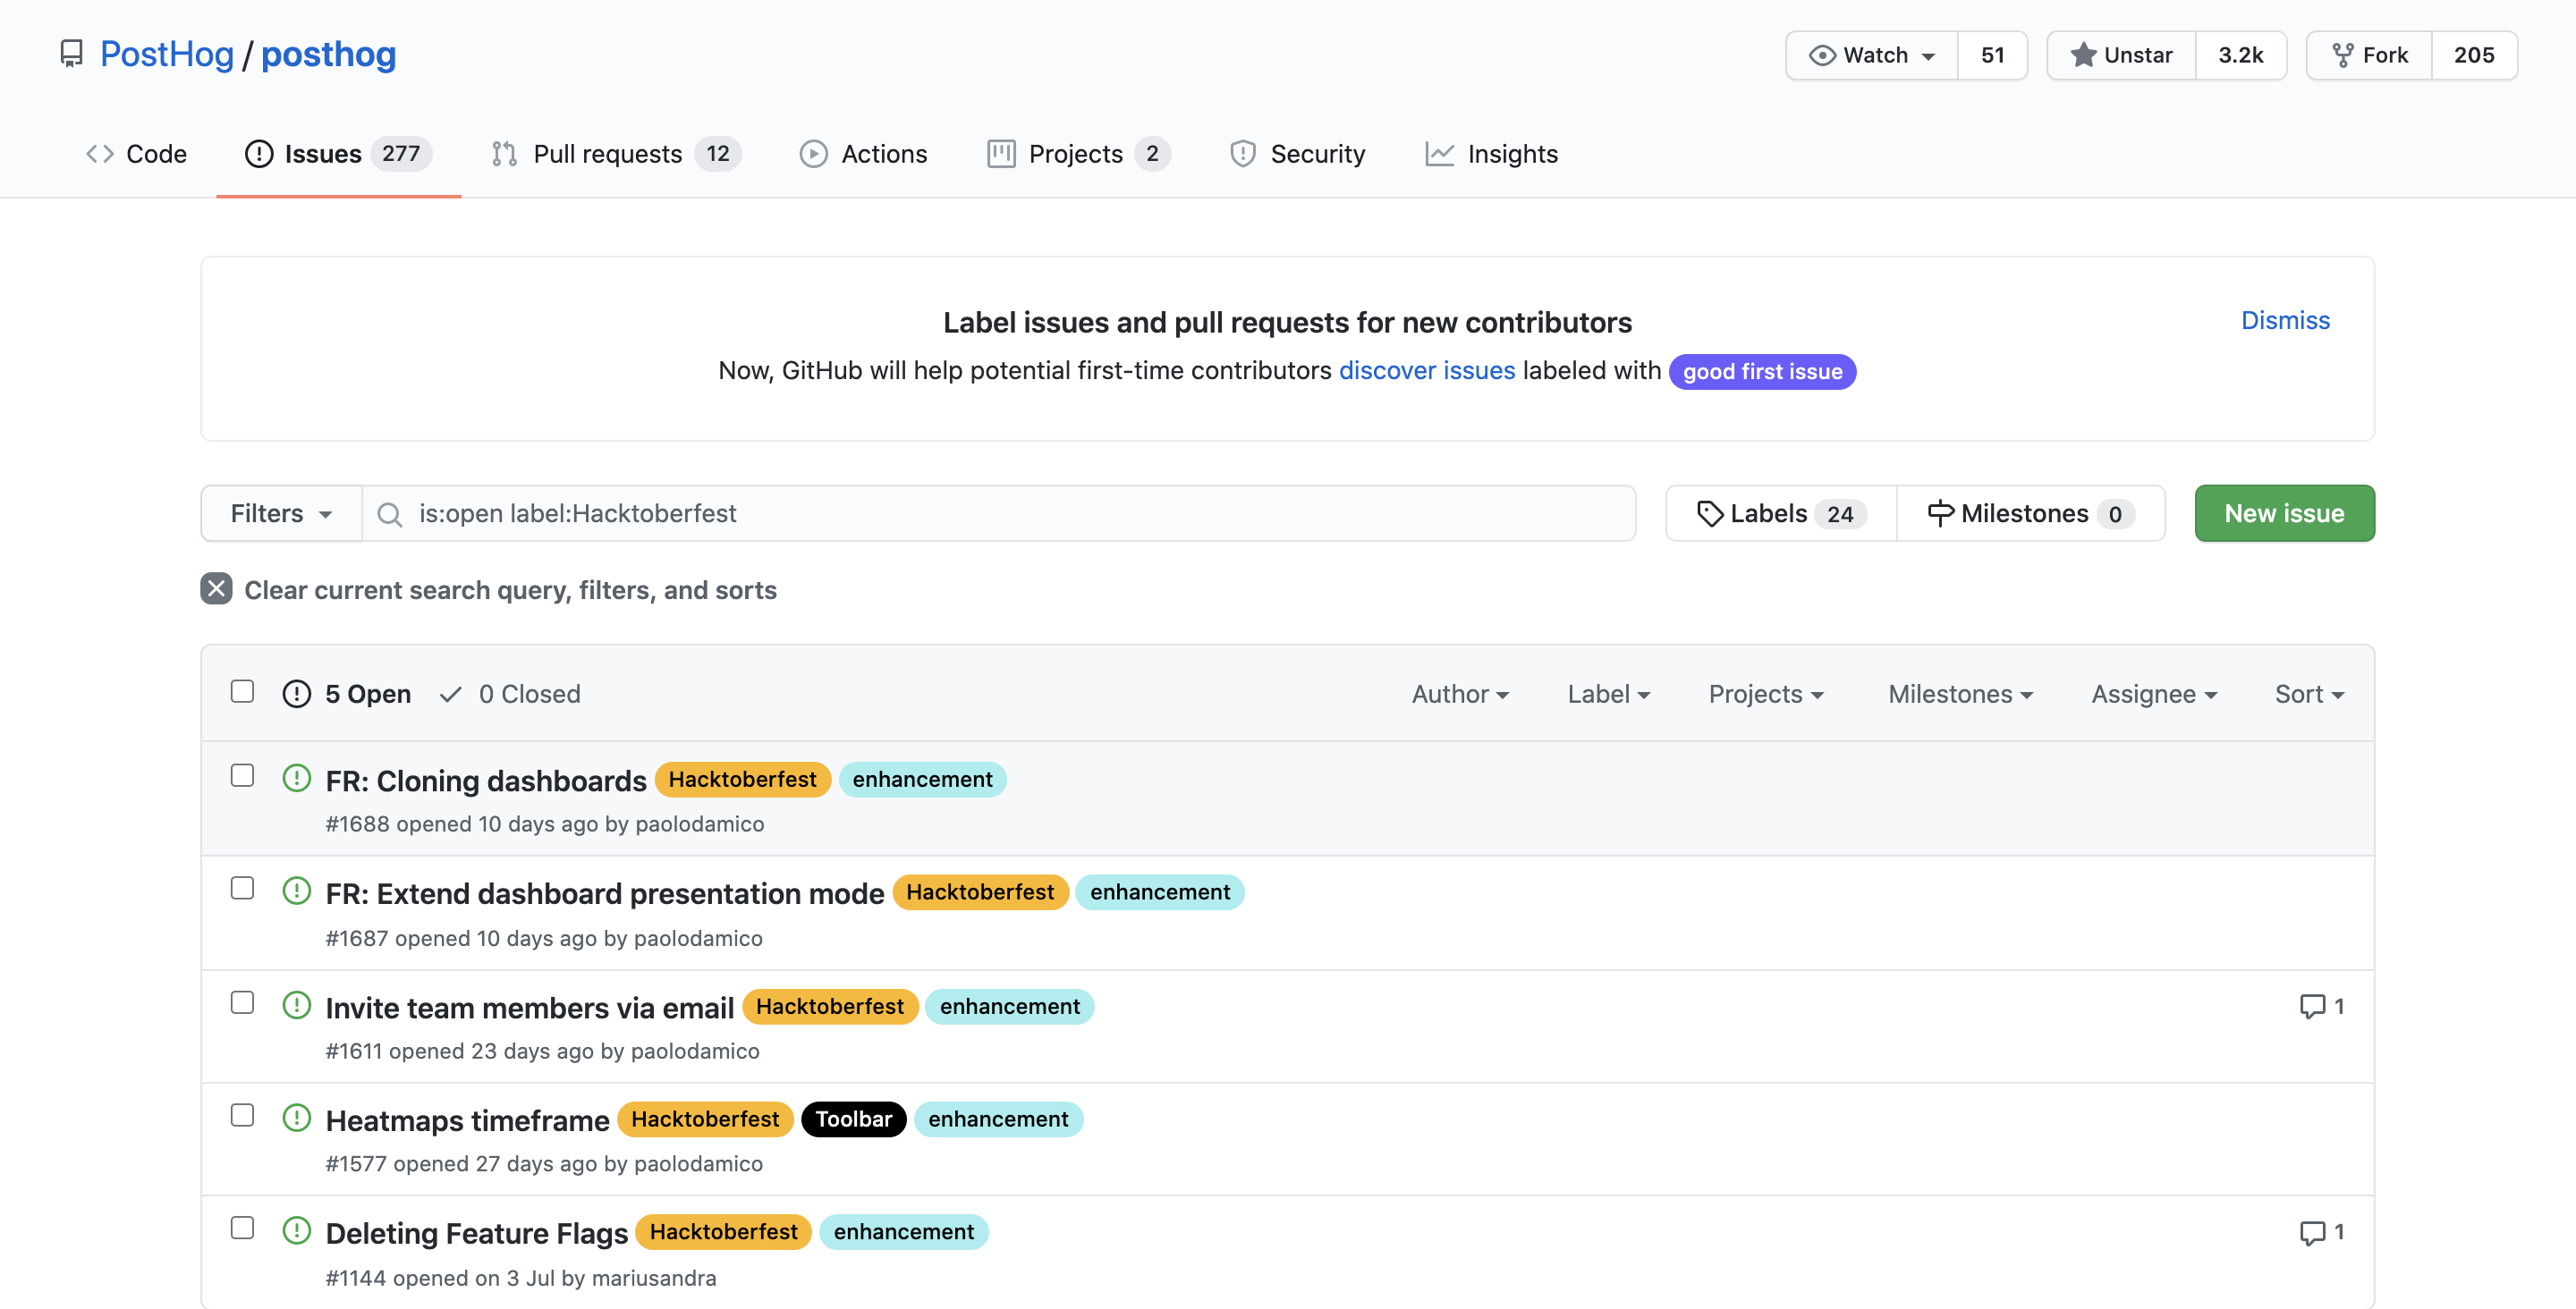 PostHog / posthog
Watch 51 Unstar 3.2k Fork 205
Code Issues 277 Pull requests 12 Actions Projects 2 Security Insights
Label issues and pull requests for new contributors
Dismiss
Now, GitHub will help potential first-time contributors discover issues labeled with good first issue
Filters is:open label:Hacktoberfest Labels 24 Milestones 0 New issue
Clear current search query, filters, and sorts
5 Open 0 Closed Author Label Projects Milestones Assignee Sort
FR: Cloning dashboards Hacktoberfest enhancement
#1688 opened 10 days ago by paolodamico
FR: Extend dashboard presentation mode Hacktoberfest enhancement
#1687 opened 10 days ago by paolodamico
Invite team members via email Hacktoberfest enhancement 1
#1611 opened 23 days ago by paolodamico
Heatmaps timeframe Hacktoberfest Toolbar enhancement
#1577 opened 27 days ago by paolodamico
Deleting Feature Flags Hacktoberfest enhancement 1
#1144 opened on 3 Jul by mariusandra